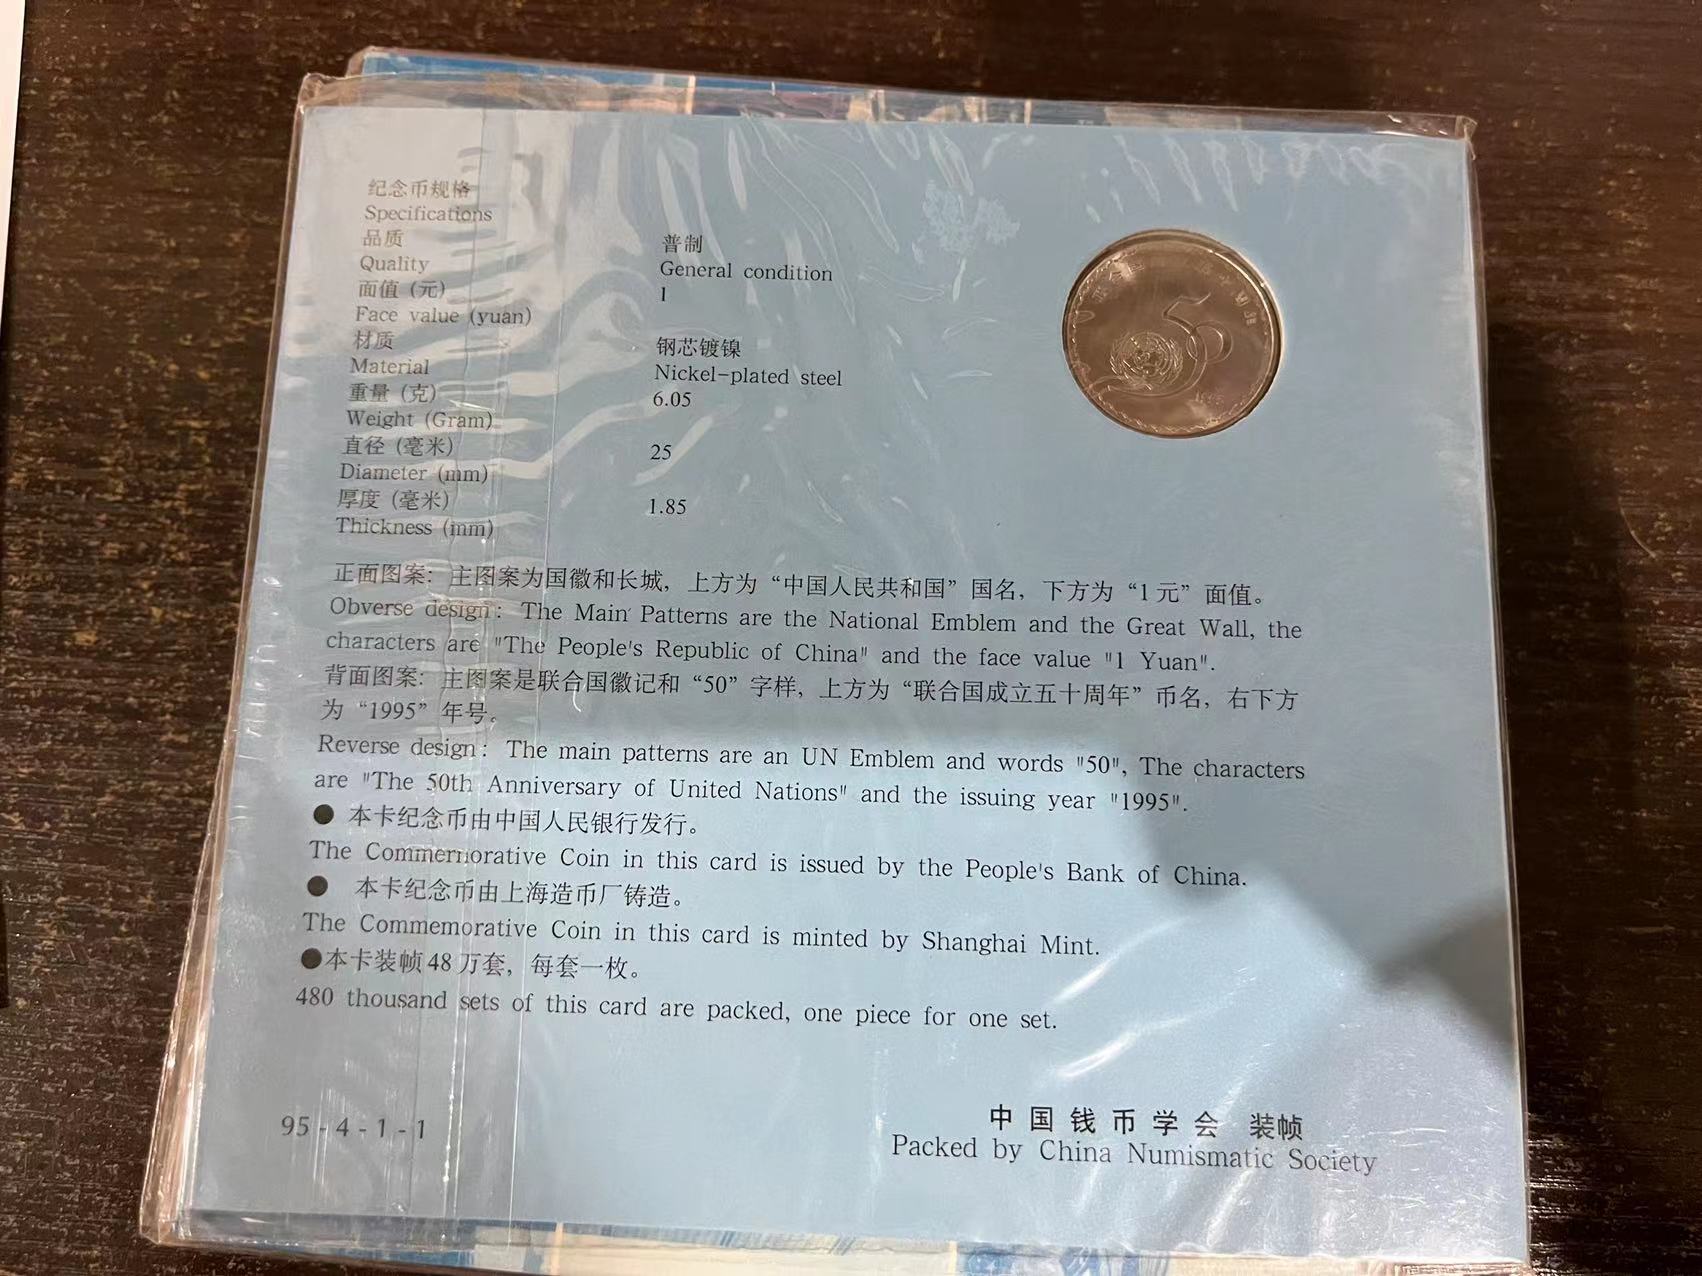 纪念币规格
Specifications
品质 普制
Quality General condition
面值 (元) 1
Face value (yuan)
材质 钢芯镀镍
Material Nickel-plated steel
重量 (克) 6.05
Weight (Gram)
直径 (毫米) 25
Diameter (mm)
厚度 (毫米) 1.85
Thickness (mm)
正面图案：主图案为国徽和长城，上方为“中国人民共和国”国名，下方为“1元”面值。
Obverse design: The Main Patterns are the National Emblem and the Great Wall, the
characters are "The People's Republic of China" and the face value "1 Yuan".
背面图案：主图案是联合国徽记和“50”字样，上方为“联合国成立五十周年”币名，右下方
为“1995”年号。
Reverse design: The main patterns are an UN Emblem and words "50", The characters
are "The 50th Anniversary of United Nations" and the issuing year "1995".
● 本卡纪念币由中国人民银行发行。
The Commemorative Coin in this card is issued by the People's Bank of China.
● 本卡纪念币由上海造币厂铸造。
The Commemorative Coin in this card is minted by Shanghai Mint.
●本卡装帧48万套，每套一枚。
480 thousand sets of this card are packed, one piece for one set.
95-4-1-1
中国钱币学会 装帧
Packed by China Numismatic Society
50